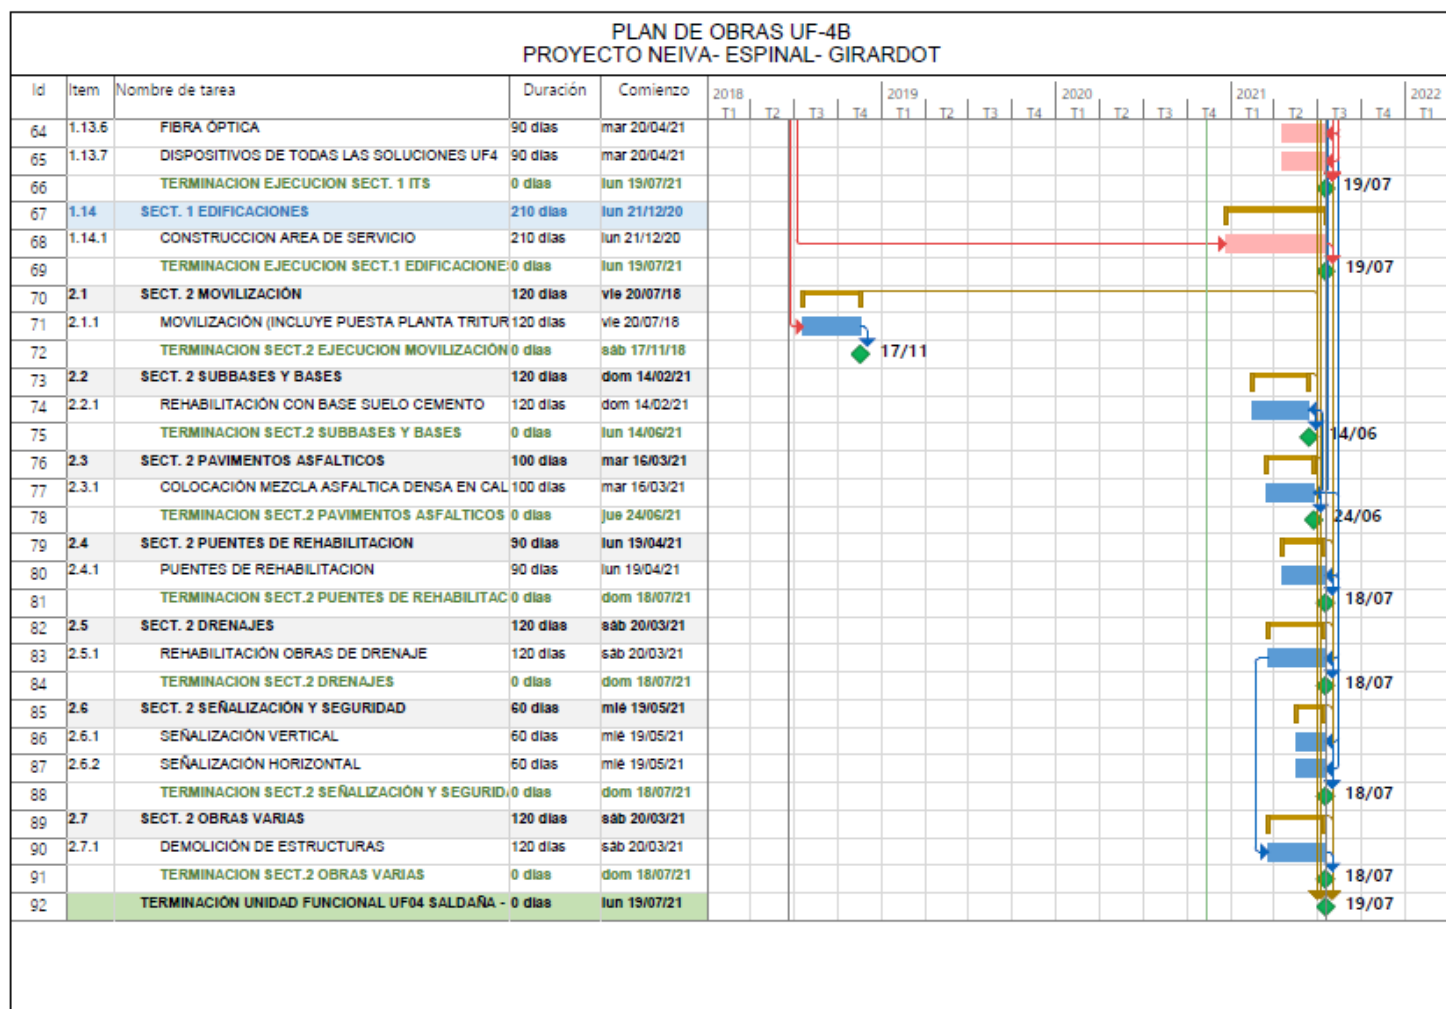 PLAN DE OBRAS UF-4B
PROYECTO NEIVA- ESPINAL- GIRARDOT
Id Item Nombre de tarea Duración Comienzo 2018 2019 2020 2021 2022
T1 T2 T3 T4 T1 T2 T3 T4 T1 T2 T3 T4 T1 T2 T3 T4 T1
64 1.13.6 FIBRA ÓPTICA 90 días mar 20/04/21
65 1.13.7 DISPOSITIVOS DE TODAS LAS SOLUCIONES UF4 90 días mar 20/04/21
66 TERMINACION EJECUCION SECT. 1 ITS 0 días lun 19/07/21 19/07
67 1.14 SECT. 1 EDIFICACIONES 210 días lun 21/12/20
68 1.14.1 CONSTRUCCION AREA DE SERVICIO 210 días lun 21/12/20
69 TERMINACION EJECUCION SECT.1 EDIFICACIONE 0 días lun 19/07/21 19/07
70 2.1 SECT. 2 MOVILIZACIÓN 120 días vie 20/07/18
71 2.1.1 MOVILIZACIÓN (INCLUYE PUESTA PLANTA TRITUR 120 días vie 20/07/18
72 TERMINACION SECT.2 EJECUCION MOVILIZACIÓN 0 días sáb 17/11/18 17/11
73 2.2 SECT. 2 SUBBASES Y BASES 120 días dom 14/02/21
74 2.2.1 REHABILITACIÓN CON BASE SUELO CEMENTO 120 días dom 14/02/21
75 TERMINACION SECT.2 SUBBASES Y BASES 0 días lun 14/06/21 14/06
76 2.3 SECT. 2 PAVIMENTOS ASFALTICOS 100 días mar 16/03/21
77 2.3.1 COLOCACIÓN MEZCLA ASFALTICA DENSA EN CAL 100 días mar 16/03/21
78 TERMINACION SECT.2 PAVIMENTOS ASFALTICOS 0 días jue 24/06/21 24/06
79 2.4 SECT. 2 PUENTES DE REHABILITACION 90 días lun 19/04/21
80 2.4.1 PUENTES DE REHABILITACION 90 días lun 19/04/21
81 TERMINACION SECT.2 PUENTES DE REHABILITAC 0 días dom 18/07/21 18/07
82 2.5 SECT. 2 DRENAJES 120 días sáb 20/03/21
83 2.5.1 REHABILITACIÓN OBRAS DE DRENAJE 120 días sáb 20/03/21
84 TERMINACION SECT.2 DRENAJES 0 días dom 18/07/21 18/07
85 2.6 SECT. 2 SEÑALIZACIÓN Y SEGURIDAD 60 días mié 19/05/21
86 2.6.1 SEÑALIZACIÓN VERTICAL 60 días mié 19/05/21
87 2.6.2 SEÑALIZACIÓN HORIZONTAL 60 días mié 19/05/21
88 TERMINACION SECT.2 SEÑALIZACIÓN Y SEGURID 0 días dom 18/07/21 18/07
89 2.7 SECT. 2 OBRAS VARIAS 120 días sáb 20/03/21
90 2.7.1 DEMOLICIÓN DE ESTRUCTURAS 120 días sáb 20/03/21
91 TERMINACION SECT.2 OBRAS VARIAS 0 días dom 18/07/21 18/07
92 TERMINACIÓN UNIDAD FUNCIONAL UF04 SALDAÑA - 0 días lun 19/07/21 19/07